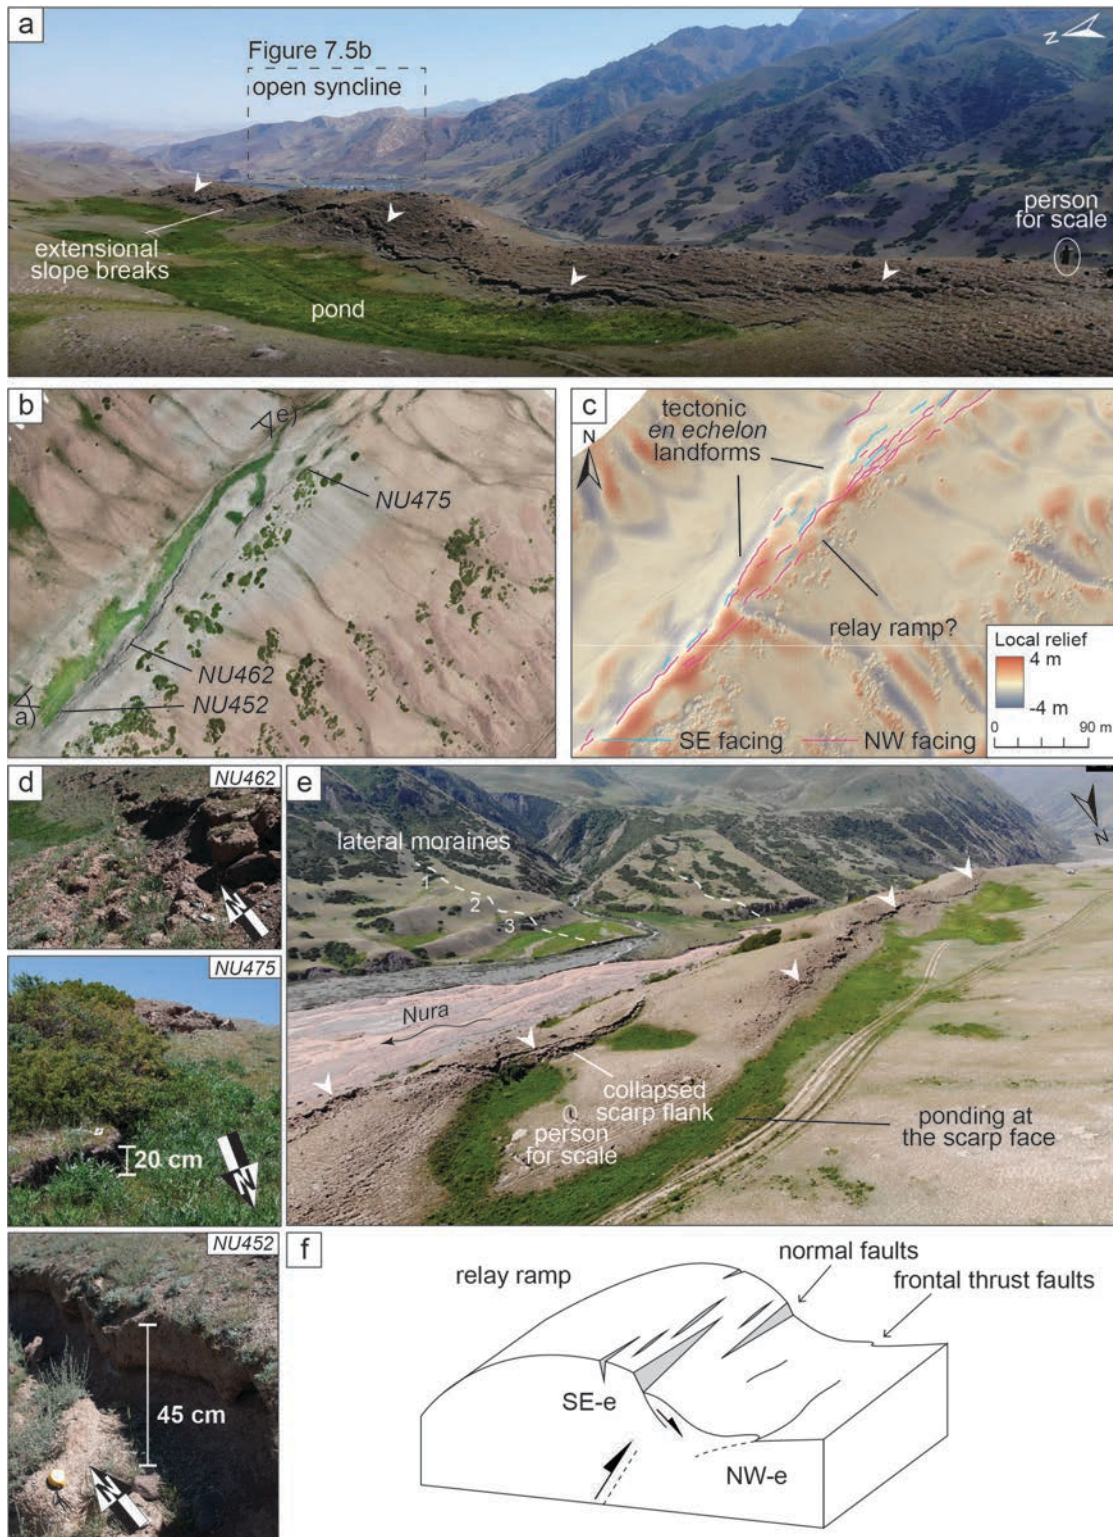 a
Figure 7.5b
open syncline
N
person
for scale
extensional
slope breaks
pond
b
e)
NU475
NU462
NU452
a)
c
N
tectonic
en echelon
landforms
relay ramp?
Local relief
4 m
-4 m
0 90 m
SE facing
NW facing
d
NU462
N
NU475
20 cm
N
NU452
45 cm
N
e
N
lateral moraines
1
2
3
Nura
collapsed
scarp flank
person
for scale
ponding at
the scarp face
f
relay ramp
normal faults
frontal thrust faults
SE-e
NW-e